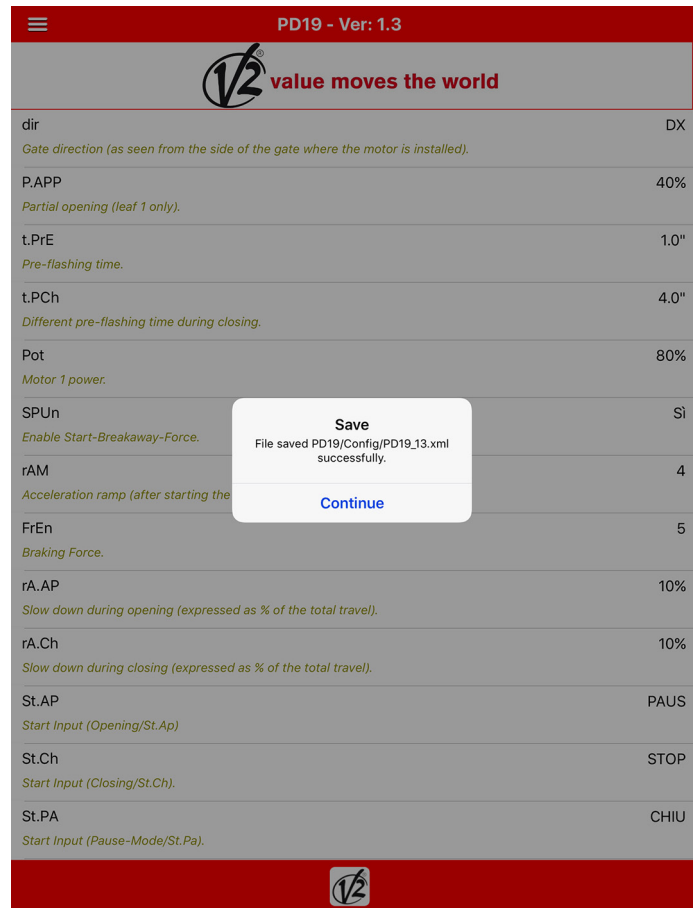 PD19 - Ver: 1.3
V2® value moves the world
dir DX
Gate direction (as seen from the side of the gate where the motor is installed).
P.APP 40%
Partial opening (leaf 1 only).
t.PrE 1.0"
Pre-flashing time.
t.PCh 4.0"
Different pre-flashing time during closing.
Pot 80%
Motor 1 power.
SPUn Sì
Enable Start-Breakaway-Force.
rAM 4
Acceleration ramp (after starting the
FrEn 5
Braking Force.
rA.AP 10%
Slow down during opening (expressed as % of the total travel).
rA.Ch 10%
Slow down during closing (expressed as % of the total travel).
St.AP PAUS
Start Input (Opening/St.Ap)
St.Ch STOP
Start Input (Closing/St.Ch).
St.PA CHIU
Start Input (Pause-Mode/St.Pa).
Save
File saved PD19/Config/PD19_13.xml
successfully.
Continue
V2®